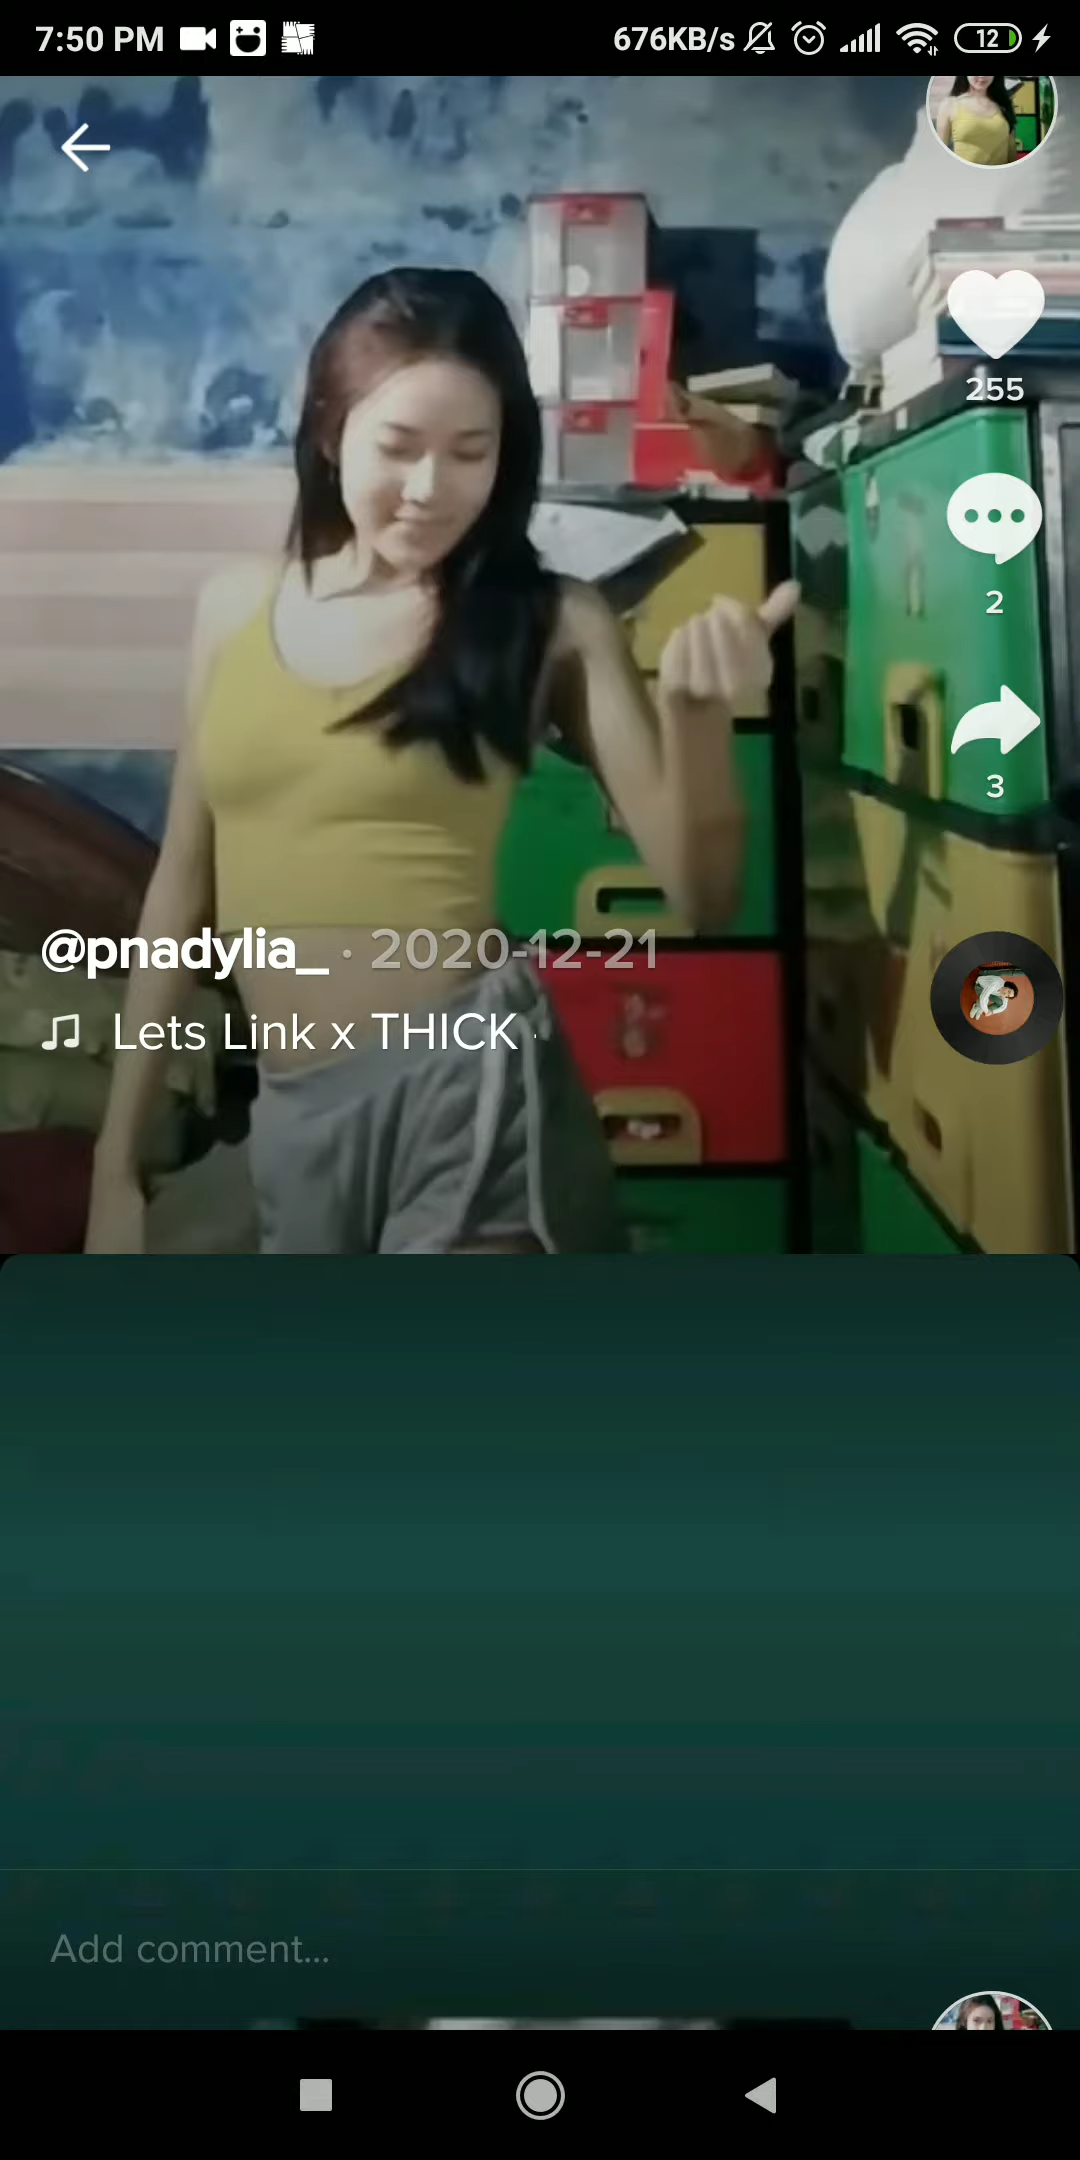 7:50 PM 676KB/s 12
255
2
3
@pnadylia_ · 2020-12-21
Lets Link x THICK
Add comment...